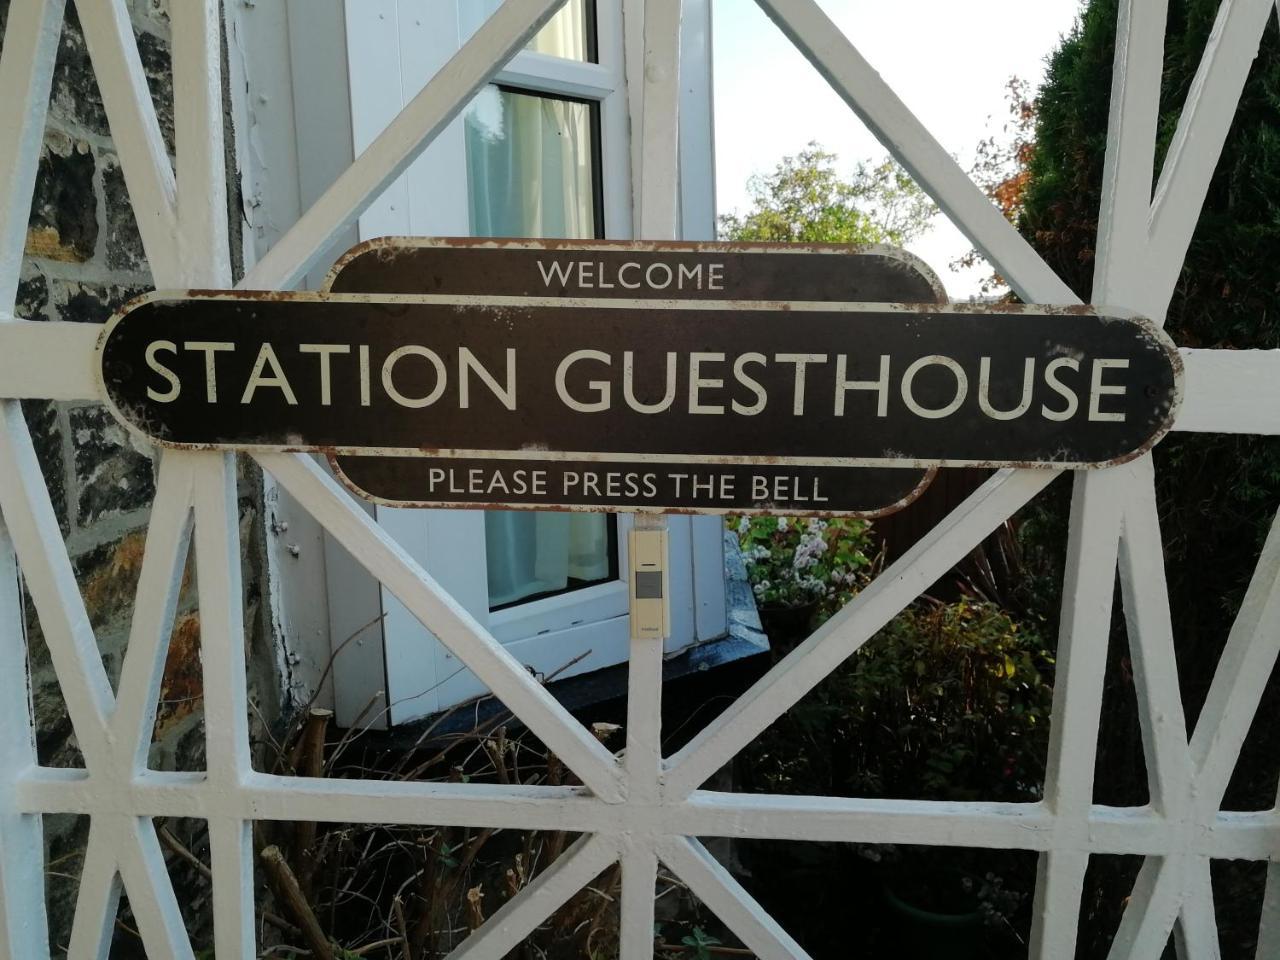 WELCOME
STATION GUESTHOUSE
PLEASE PRESS THE BELL